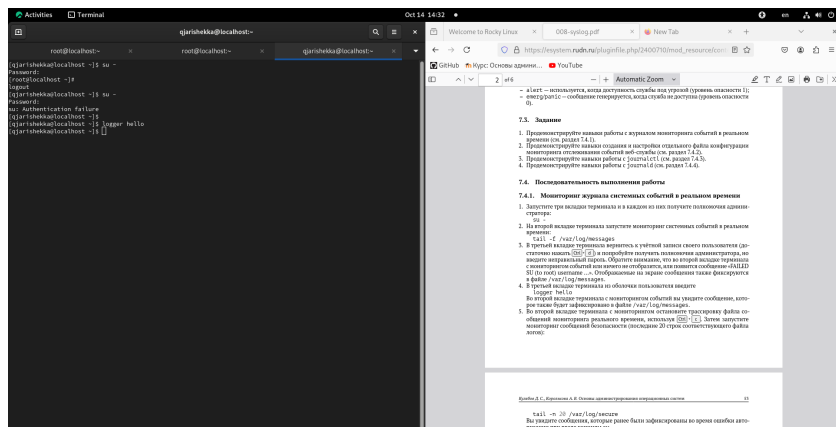 Activities
Terminal
Oct 14 14:32
en
qjarishekka@localhost:~
root@localhost:~ × root@localhost:~ × qjarishekka@localhost:~ ×
[qjarishekka@localhost ~]$ su -
Password:
[root@localhost ~]#
logout
[qjarishekka@localhost ~]$ su -
Password:
su: Authentication failure
[qjarishekka@localhost ~]$
[qjarishekka@localhost ~]$ logger hello
[qjarishekka@localhost ~]$
Welcome to Rocky Linux × 008-syslog.pdf × New Tab × +
https://esystem.rudn.ru/pluginfile.php/2400710/mod_resource/con
GitHub Курс: Основы админи… YouTube
2 of 6 − + Automatic Zoom
– alert — используется, когда доступность службы под угрозой (уровень опасности 1);
– emerg/panic — сообщение генерируется, когда служба не доступна (уровень опасности
0).
7.3. Задание
1. Продемонстрируйте навыки работы с журналом мониторинга событий в реальном
времени (см. раздел 7.4.1).
2. Продемонстрируйте навыки создания и настройки отдельного файла конфигурации
мониторинга отслеживания событий веб-службы (см. раздел 7.4.2).
3. Продемонстрируйте навыки работы с journalctl (см. раздел 7.4.3).
4. Продемонстрируйте навыки работы с journald (см. раздел 7.4.4).
7.4. Последовательность выполнения работы
7.4.1. Мониторинг журнала системных событий в реальном времени
1. Запустите три вкладки терминала и в каждом из них получите полномочия админи-
стратора:
su -
2. На второй вкладке терминала запустите мониторинг системных событий в реальном
времени:
tail -f /var/log/messages
3. В третьей вкладке терминала вернитесь к учётной записи своего пользователя (до-
статочно нажать Ctrl + d ) и попробуйте получить полномочия администратора, но
введите неправильный пароль. Обратите внимание, что во второй вкладке терминала
с мониторингом событий или ничего не отобразится, или появится сообщение «FAILED
SU (to root) username ...». Отображаемые на экране сообщения также фиксируются
в файле /var/log/messages.
4. В третьей вкладке терминала из оболочки пользователя введите
logger hello
Во второй вкладке терминала с мониторингом событий вы увидите сообщение, кото-
рое также будет зафиксировано в файле /var/log/messages.
5. Во второй вкладке терминала с мониторингом остановите трассировку файла со-
общений мониторинга реального времени, используя Ctrl + c . Затем запустите
мониторинг сообщений безопасности (последние 20 строк соответствующего файла
логов):
Кулябов Д. С., Королькова А. В. Основы администрирования операционных систем
tail -n 20 /var/log/secure
Вы увидите сообщения, которые ранее были зафиксированы во время ошибки авто-